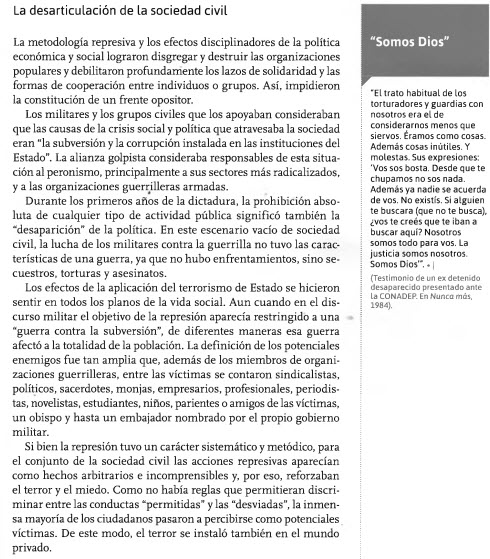 La desarticulación de la sociedad civil
La metodología represiva y los efectos disciplinadores de la política
económica y social lograron disgregar y destruir las organizaciones
populares y debilitaron profundamente los lazos de solidaridad y las
formas de cooperación entre individuos o grupos. Así, impidieron
la constitución de un frente opositor.
Los militares y los grupos civiles que los apoyaban consideraban
que las causas de la crisis social y política que atravesaba la sociedad
eran “la subversión y la corrupción instalada en las instituciones del
Estado”. La alianza golpista consideraba responsables de esta situa-
ción al peronismo, principalmente a sus sectores más radicalizados,
y a las organizaciones guerrilleras armadas.
Durante los primeros años de la dictadura, la prohibición abso-
luta de cualquier tipo de actividad pública significó también la
“desaparición” de la política. En este escenario vacío de sociedad
civil, la lucha de los militares contra la guerrilla no tuvo las carac-
terísticas de una guerra, ya que no hubo enfrentamientos, sino se-
cuestros, torturas y asesinatos.
Los efectos de la aplicación del terrorismo de Estado se hicieron
sentir en todos los planos de la vida social. Aun cuando en el dis-
curso militar el objetivo de la represión aparecía restringido a una
“guerra contra la subversión”, de diferentes maneras esa guerra
afectó a la totalidad de la población. La definición de los potenciales
enemigos fue tan amplia que, además de los miembros de organi-
zaciones guerrilleras, entre las víctimas se contaron sindicalistas,
políticos, sacerdotes, monjas, empresarios, profesionales, periodis-
tas, novelistas, estudiantes, niños, parientes o amigos de las víctimas,
un obispo y hasta un embajador nombrado por el propio gobierno
militar.
Si bien la represión tuvo un carácter sistemático y metódico, para
el conjunto de la sociedad civil las acciones represivas aparecían
como hechos arbitrarios e incomprensibles y, por eso, reforzaban
el terror y el miedo. Como no había reglas que permitieran discri-
minar entre las conductas “permitidas” y las “desviadas”, la inmen-
sa mayoría de los ciudadanos pasaron a percibirse como potenciales
víctimas. De este modo, el terror se instaló también en el mundo
privado.
“Somos Dios”
“El trato habitual de los
torturadores y guardias con
nosotros era el de
considerarnos menos que
siervos. Éramos como cosas.
Además cosas inútiles. Y
molestas. Sus expresiones:
‘Vos sos bosta. Desde que te
chupamos no sos nada.
Además ya nadie se acuerda
de vos. No existís. Si alguien
te buscara (que no te busca),
¿vos te creés que te iban a
buscar aquí? Nosotros
somos todo para vos. La
justicia somos nosotros.
Somos Dios’”.
(Testimonio de un ex detenido
desaparecido presentado ante
la CONADEP. En Nunca más,
1984).